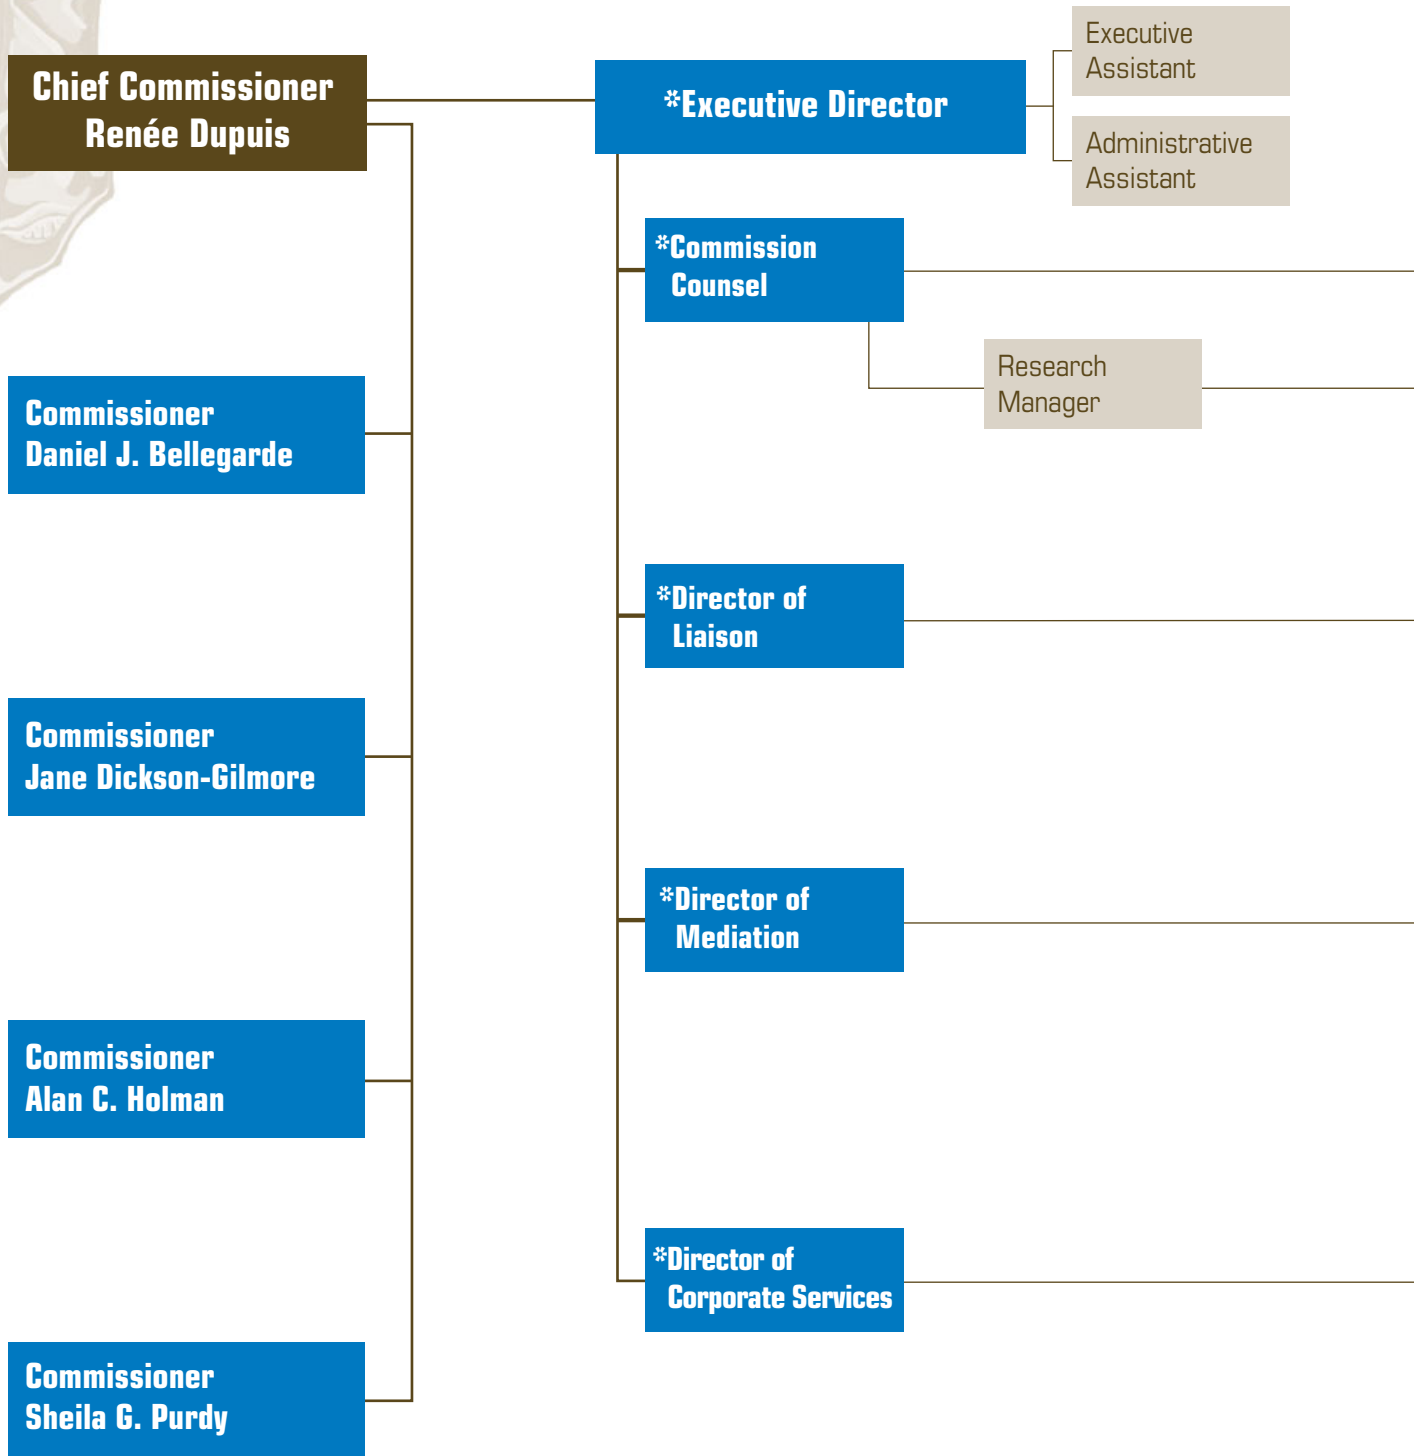 Chief Commissioner
Renée Dupuis
*Executive Director
Executive
Assistant
Administrative
Assistant
*Commission
Counsel
Research
Manager
Commissioner
Daniel J. Bellegarde
*Director of
Liaison
Commissioner
Jane Dickson-Gilmore
*Director of
Mediation
Commissioner
Alan C. Holman
*Director of
Corporate Services
Commissioner
Sheila G. Purdy